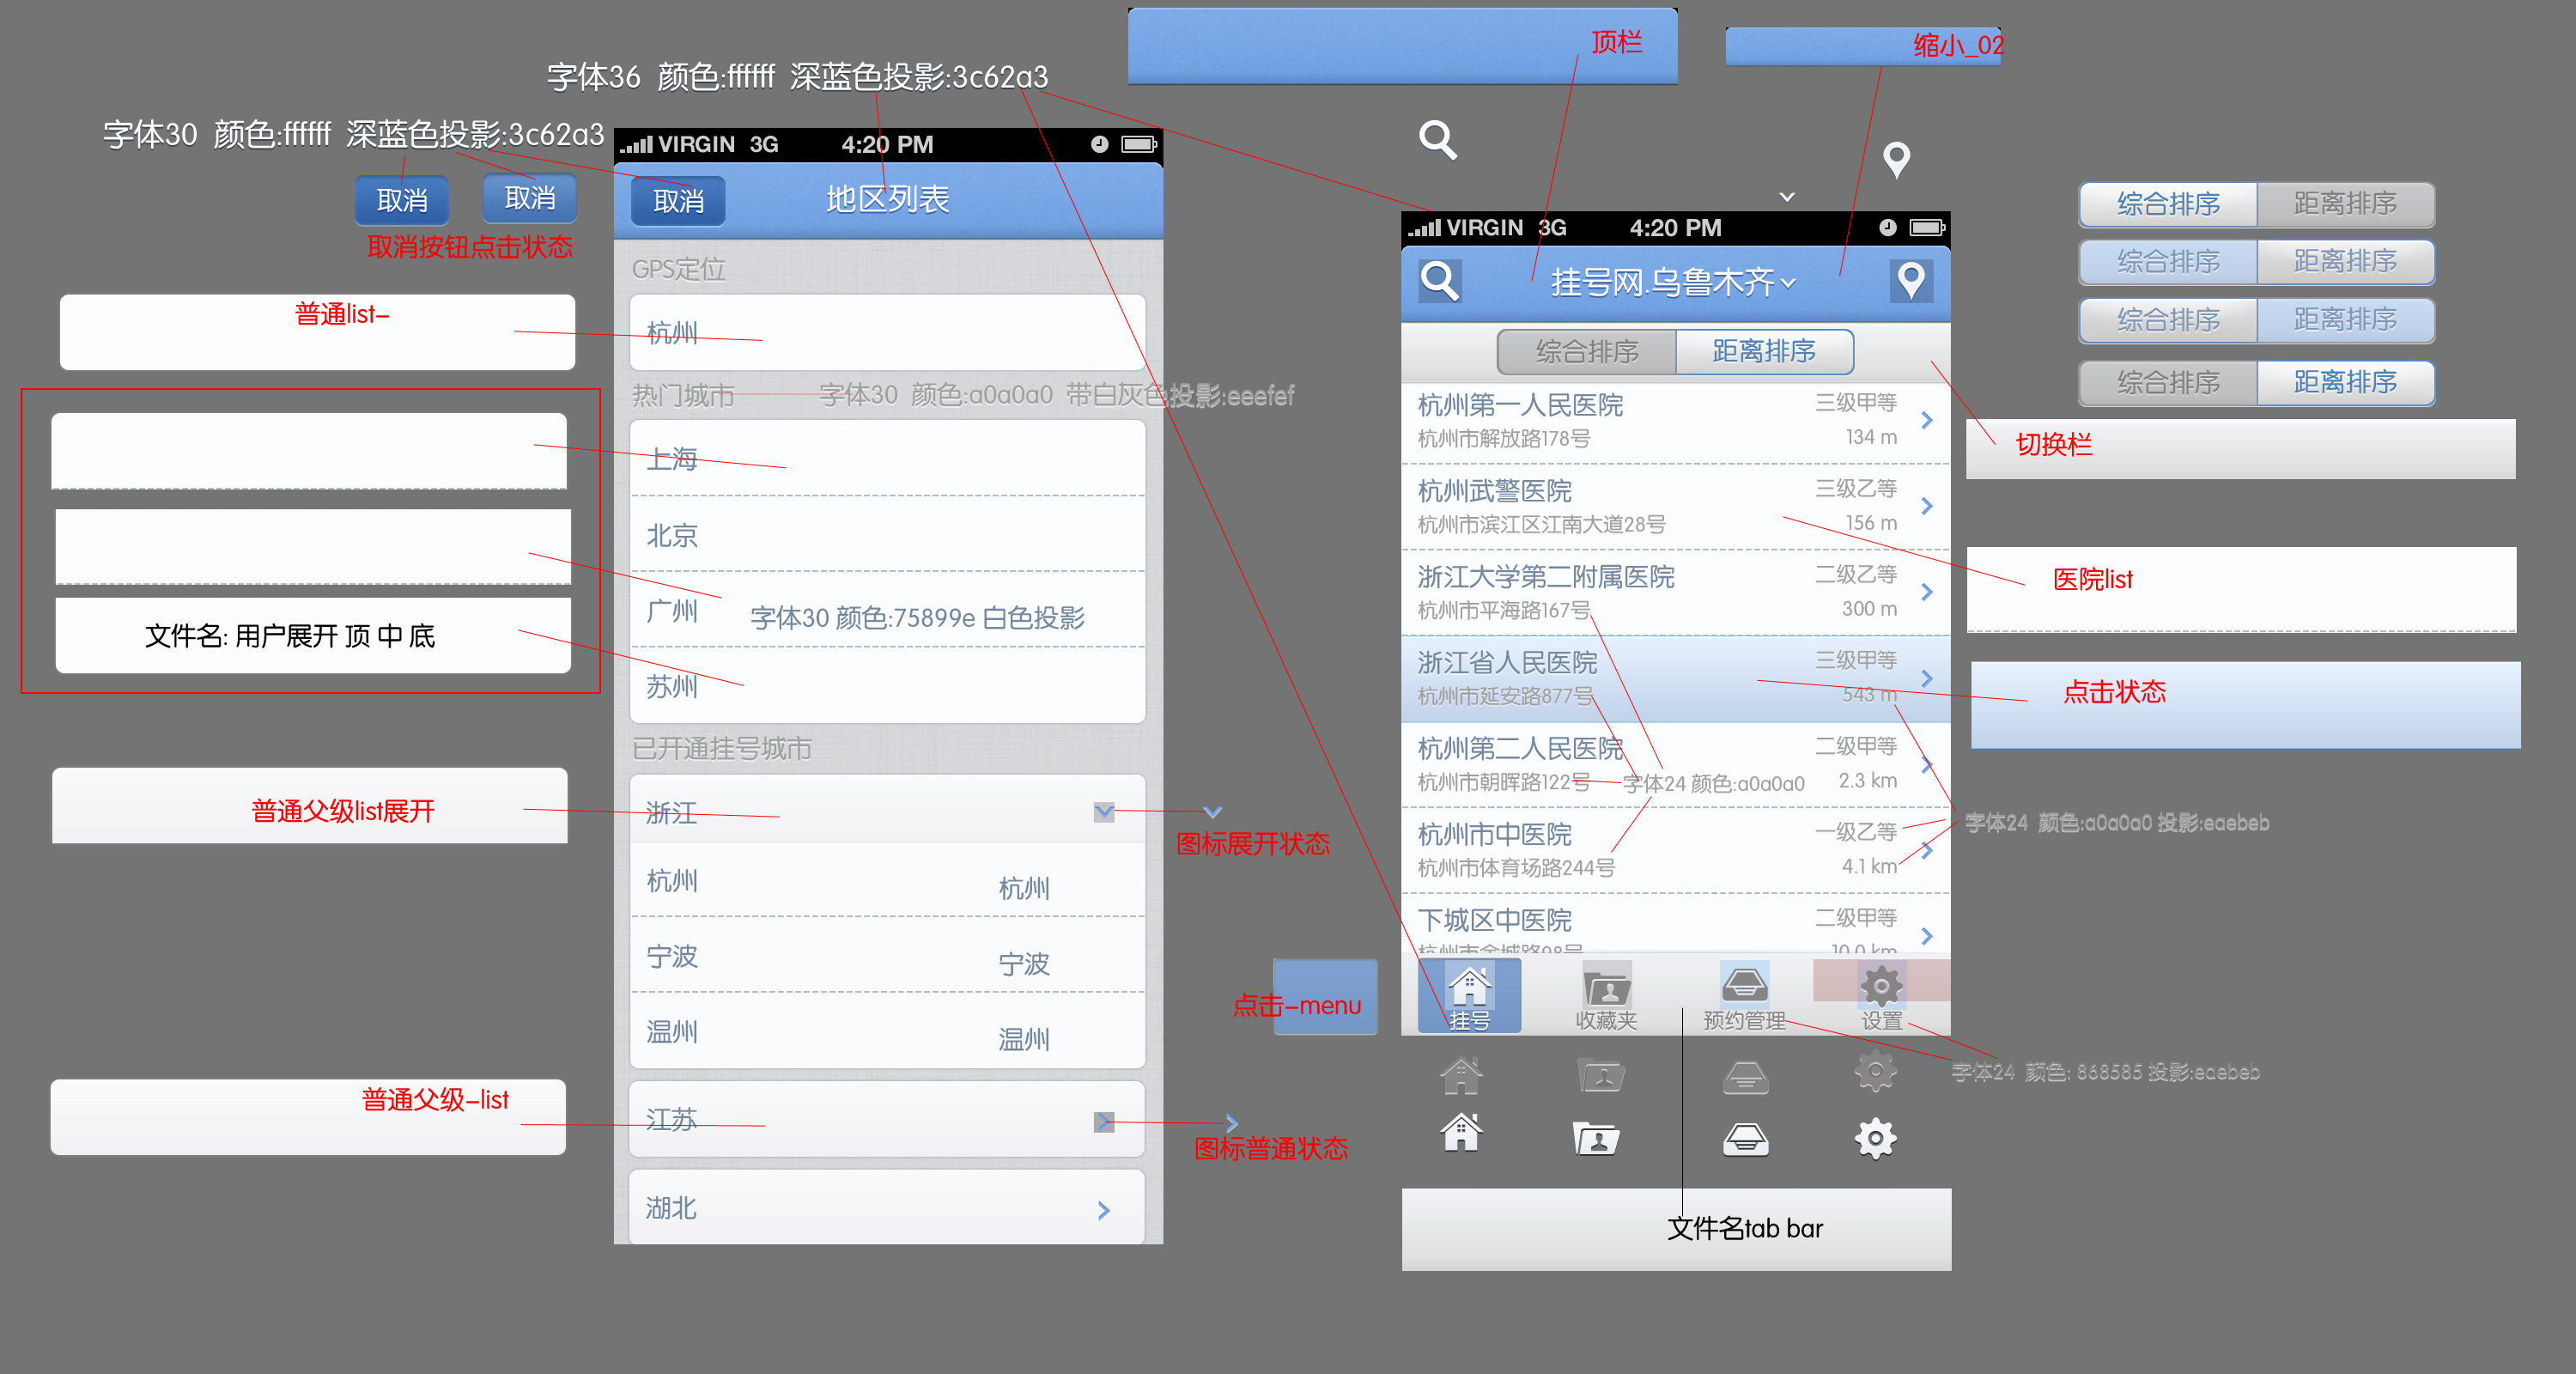 顶栏
缩小_02
字体36 颜色:ffffff 深蓝色投影:3c62a3
字体30 颜色:ffffff 深蓝色投影:3c62a3
取消
取消
取消按钮点击状态
普通list-
文件名: 用户展开 顶 中 底
普通父级list展开
普通父级-list
VIRGIN 3G 4:20 PM
取消
地区列表
GPS定位
杭州
热门城市
字体30 颜色:a0a0a0 带白灰色投影:eeefef
上海
北京
广州
字体30 颜色:75899e 白色投影
苏州
已开通挂号城市
浙江
图标展开状态
杭州
杭州
宁波
宁波
温州
温州
江苏
图标普通状态
湖北
VIRGIN 3G 4:20 PM
挂号网.乌鲁木齐
综合排序 距离排序
杭州第一人民医院 三级甲等
杭州市解放路178号 134 m
杭州武警医院 三级乙等
杭州市滨江区江南大道28号 156 m
浙江大学第二附属医院 二级乙等
杭州市平海路167号 300 m
浙江省人民医院 三级甲等
杭州市延安路877号 543 m
杭州第二人民医院 二级甲等
杭州市朝晖路122号 字体24 颜色:a0a0a0 2.3 km
杭州市中医院 一级乙等
杭州市体育场路244号 4.1 km
下城区中医院 二级甲等
杭州市金城路98号 10.0 km
挂号 收藏夹 预约管理 设置
点击-menu
文件名tab bar
综合排序 距离排序
综合排序 距离排序
综合排序 距离排序
综合排序 距离排序
切换栏
医院list
点击状态
字体24 颜色:a0a0a0 投影:eaebeb
字体24 颜色: 868585 投影:eaebeb